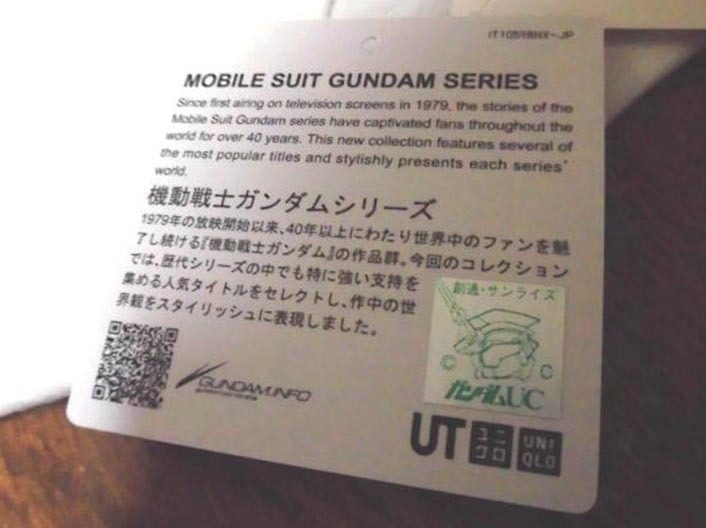 MOBILE SUIT GUNDAM SERIES
Since first airing on television screens in 1979, the stories of the
Mobile Suit Gundam series have captivated fans throughout the
world for over 40 years. This new collection features several of
the most popular titles and stylishly presents each series'
world.
機動戦士ガンダムシリーズ
1979年の放映開始以来、40年以上にわたり世界中のファンを魅
了し続ける『機動戦士ガンダム』の作品群。今回のコレクション
では、歴代シリーズの中でも特に強い支持を
集める人気タイトルをセレクトし、作中の世
界観をスタイリッシュに表現しました。
創通・サンライズ
© C
ガンダムUC
GUNDAM.INFO
UT ユニクロ UNIQLO